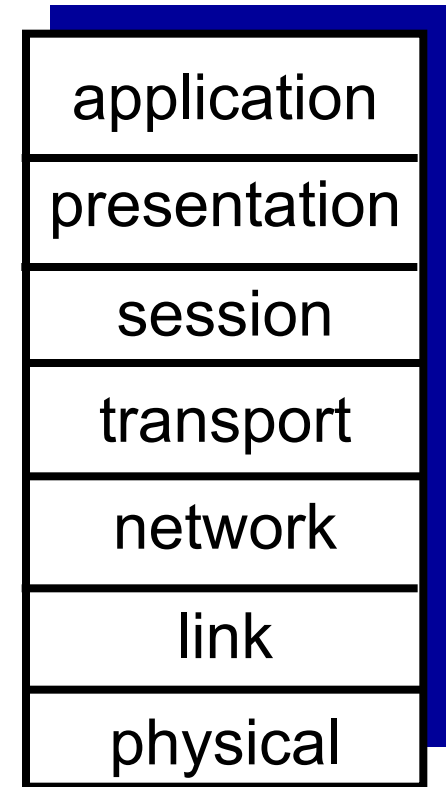 application
presentation
session
transport
network
link
physical